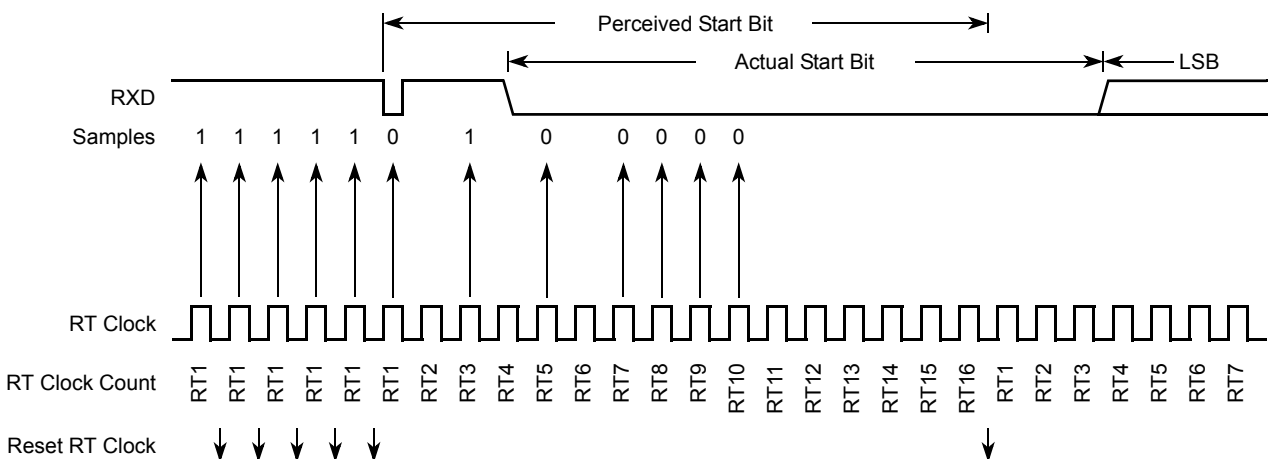 Perceived Start Bit
Actual Start Bit
LSB
RXD
Samples 1 1 1 1 1 0 1 0 0 0 0 0
RT Clock
RT Clock Count RT1 RT1 RT1 RT1 RT1 RT1 RT2 RT3 RT4 RT5 RT6 RT7 RT8 RT9 RT10 RT11 RT12 RT13 RT14 RT15 RT16 RT1 RT2 RT3 RT4 RT5 RT6 RT7
Reset RT Clock